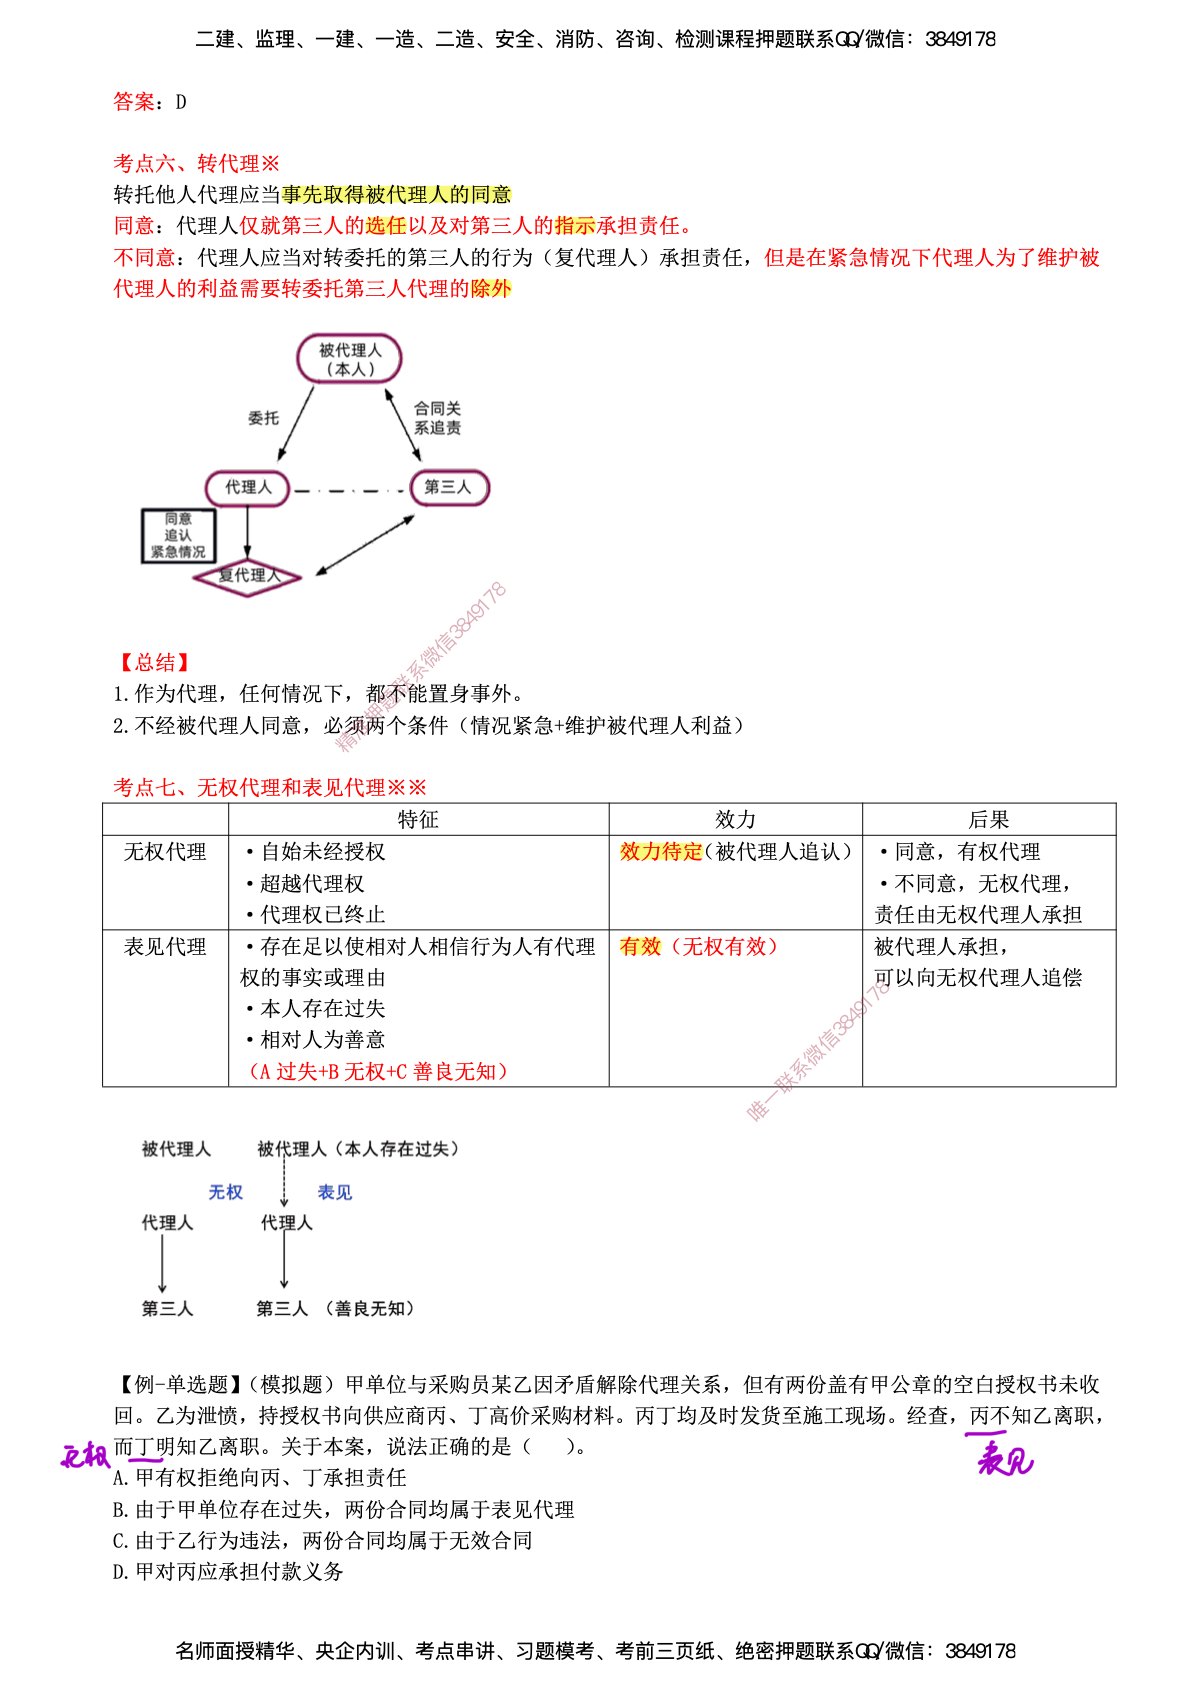 二建、监理、一建、一造、二造、安全、消防、咨询、检测课程押题联系QQ/微信：3849178
答案：D
考点六、转代理※
转托他人代理应当事先取得被代理人的同意
同意：代理人仅就第三人的选任以及对第三人的指示承担责任。
不同意：代理人应当对转委托的第三人的行为（复代理人）承担责任，但是在紧急情况下代理人为了维护被
代理人的利益需要转委托第三人代理的除外
被代理人
（本人）
委托
合同关
系追责
代理人
第三人
同意
追认
紧急情况
复代理人
精准押题联系微信3849178
【总结】
1.作为代理，任何情况下，都不能置身事外。
2.不经被代理人同意，必须两个条件（情况紧急+维护被代理人利益）
考点七、无权代理和表见代理※※
特征 效力 后果
无权代理 ·自始未经授权 效力待定（被代理人追认） ·同意，有权代理
·超越代理权 ·不同意，无权代理，
·代理权已终止 责任由无权代理人承担
表见代理 ·存在足以使相对人相信行为人有代理 有效（无权有效） 被代理人承担，
权的事实或理由 可以向无权代理人追偿
·本人存在过失
·相对人为善意
（A 过失+B 无权+C 善良无知）
唯一联系微信3849178
被代理人 被代理人（本人存在过失）
无权 表见
代理人 代理人
第三人 第三人 （善良无知）
【例-单选题】（模拟题）甲单位与采购员某乙因矛盾解除代理关系，但有两份盖有甲公章的空白授权书未收
回。乙为泄愤，持授权书向供应商丙、丁高价采购材料。丙丁均及时发货至施工现场。经查，丙不知乙离职，
而丁明知乙离职。关于本案，说法正确的是（ ）。
无权
表见
A.甲有权拒绝向丙、丁承担责任
B.由于甲单位存在过失，两份合同均属于表见代理
C.由于乙行为违法，两份合同均属于无效合同
D.甲对丙应承担付款义务
名师面授精华、央企内训、考点串讲、习题模考、考前三页纸、绝密押题联系QQ/微信：3849178